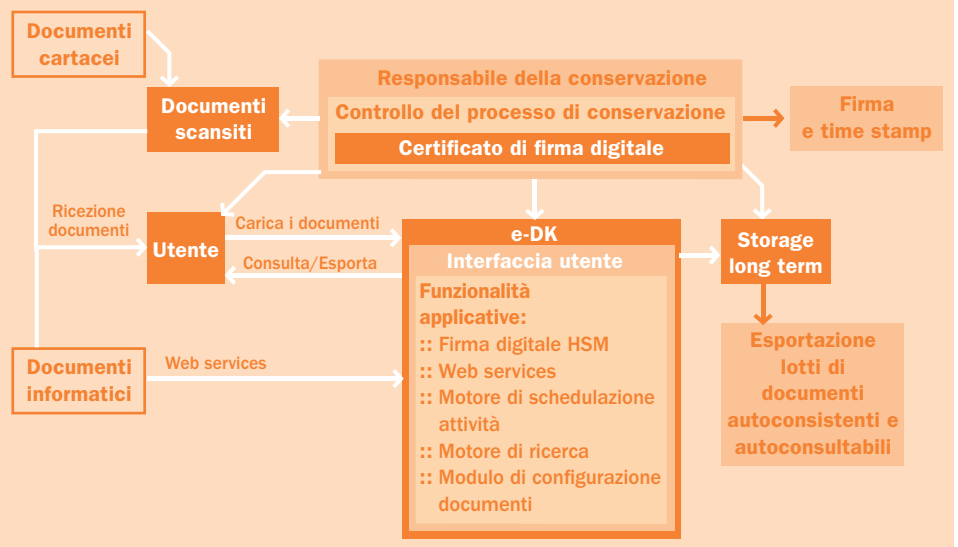 Documenti
cartacei
Responsabile della conservazione
Controllo del processo di conservazione
Certificato di firma digitale
Firma
e time stamp
Documenti
scansiti
Ricezione
documenti
Utente
Carica i documenti
Consulta/Esporta
e-DK
Interfaccia utente
Funzionalità
applicative:
:: Firma digitale HSM
:: Web services
:: Motore di schedulazione
attività
:: Motore di ricerca
:: Modulo di configurazione
documenti
Storage
long term
Esportazione
lotti di
documenti
autoconsistenti e
autoconsultabili
Documenti
informatici
Web services